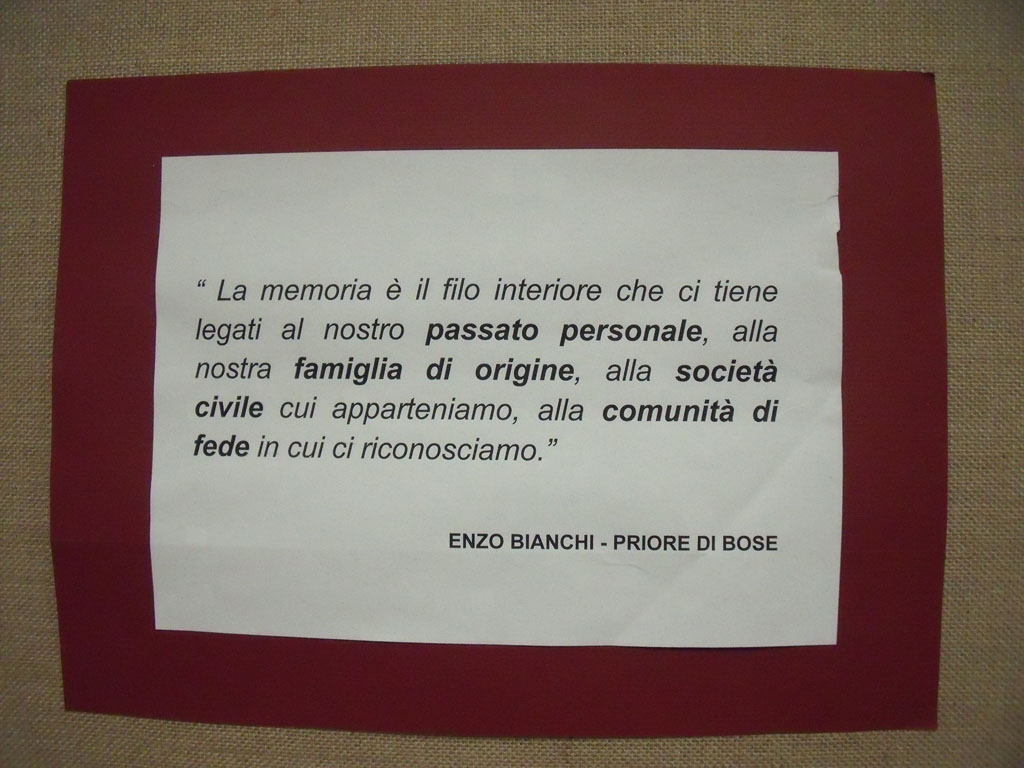 “ La memoria è il filo interiore che ci tiene
legati al nostro passato personale, alla
nostra famiglia di origine, alla società
civile cui apparteniamo, alla comunità di
fede in cui ci riconosciamo.”
ENZO BIANCHI - PRIORE DI BOSE